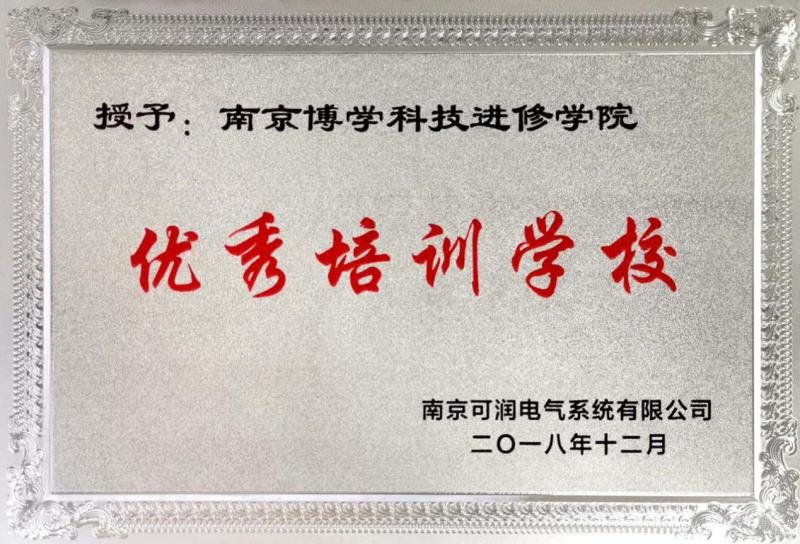 授予：南京博学科技进修学院
优秀培训学校
南京可润电气系统有限公司
二〇一八年十二月